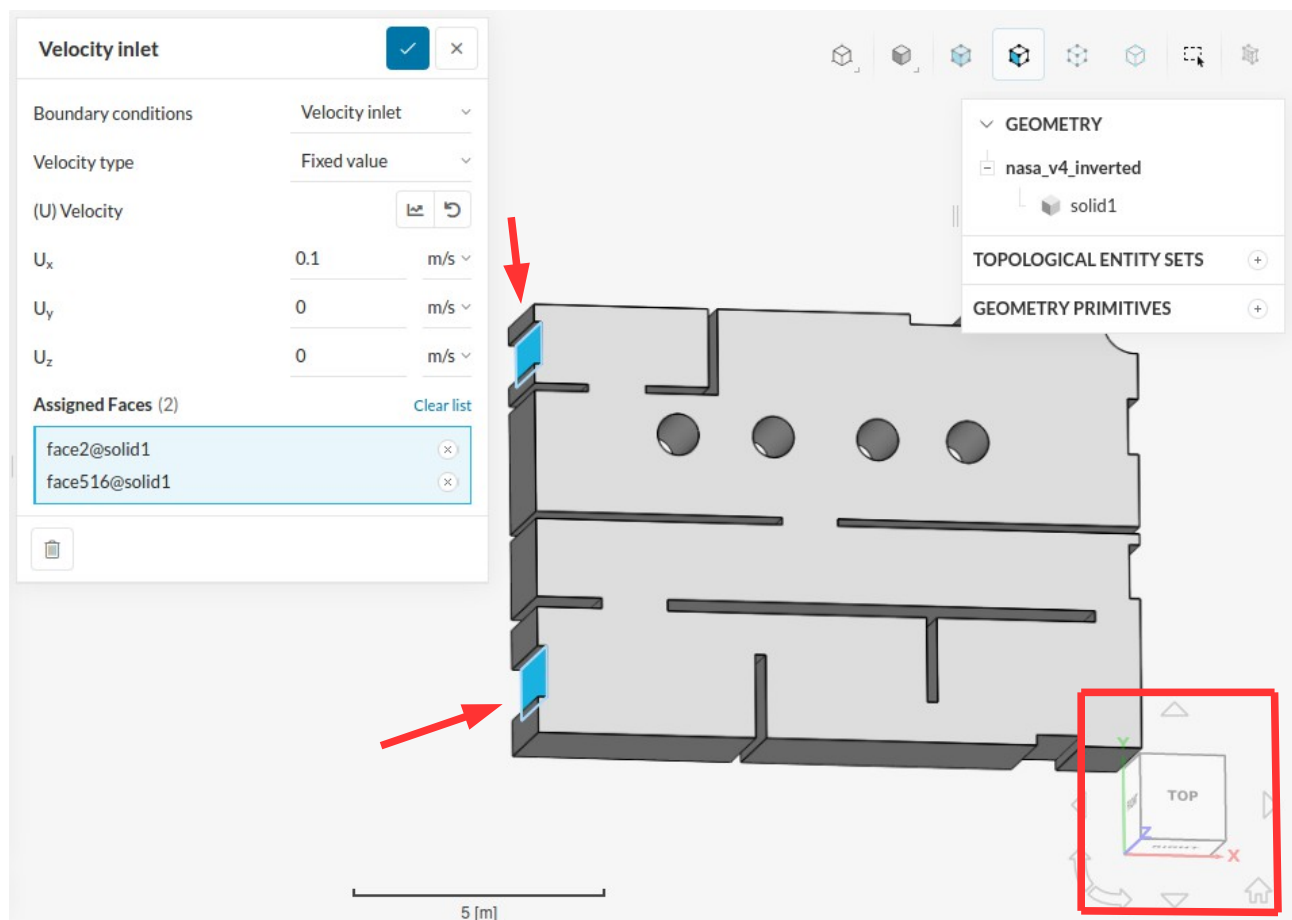 Velocity inlet
Boundary conditions Velocity inlet
Velocity type Fixed value
(U) Velocity
Ux 0.1 m/s
Uy 0 m/s
Uz 0 m/s
Assigned Faces (2) Clear list
face2@solid1
face516@solid1
GEOMETRY
nasa_v4_inverted
solid1
TOPOLOGICAL ENTITY SETS
GEOMETRY PRIMITIVES
Y
TOP
Z
RIGHT
X
5 [m]